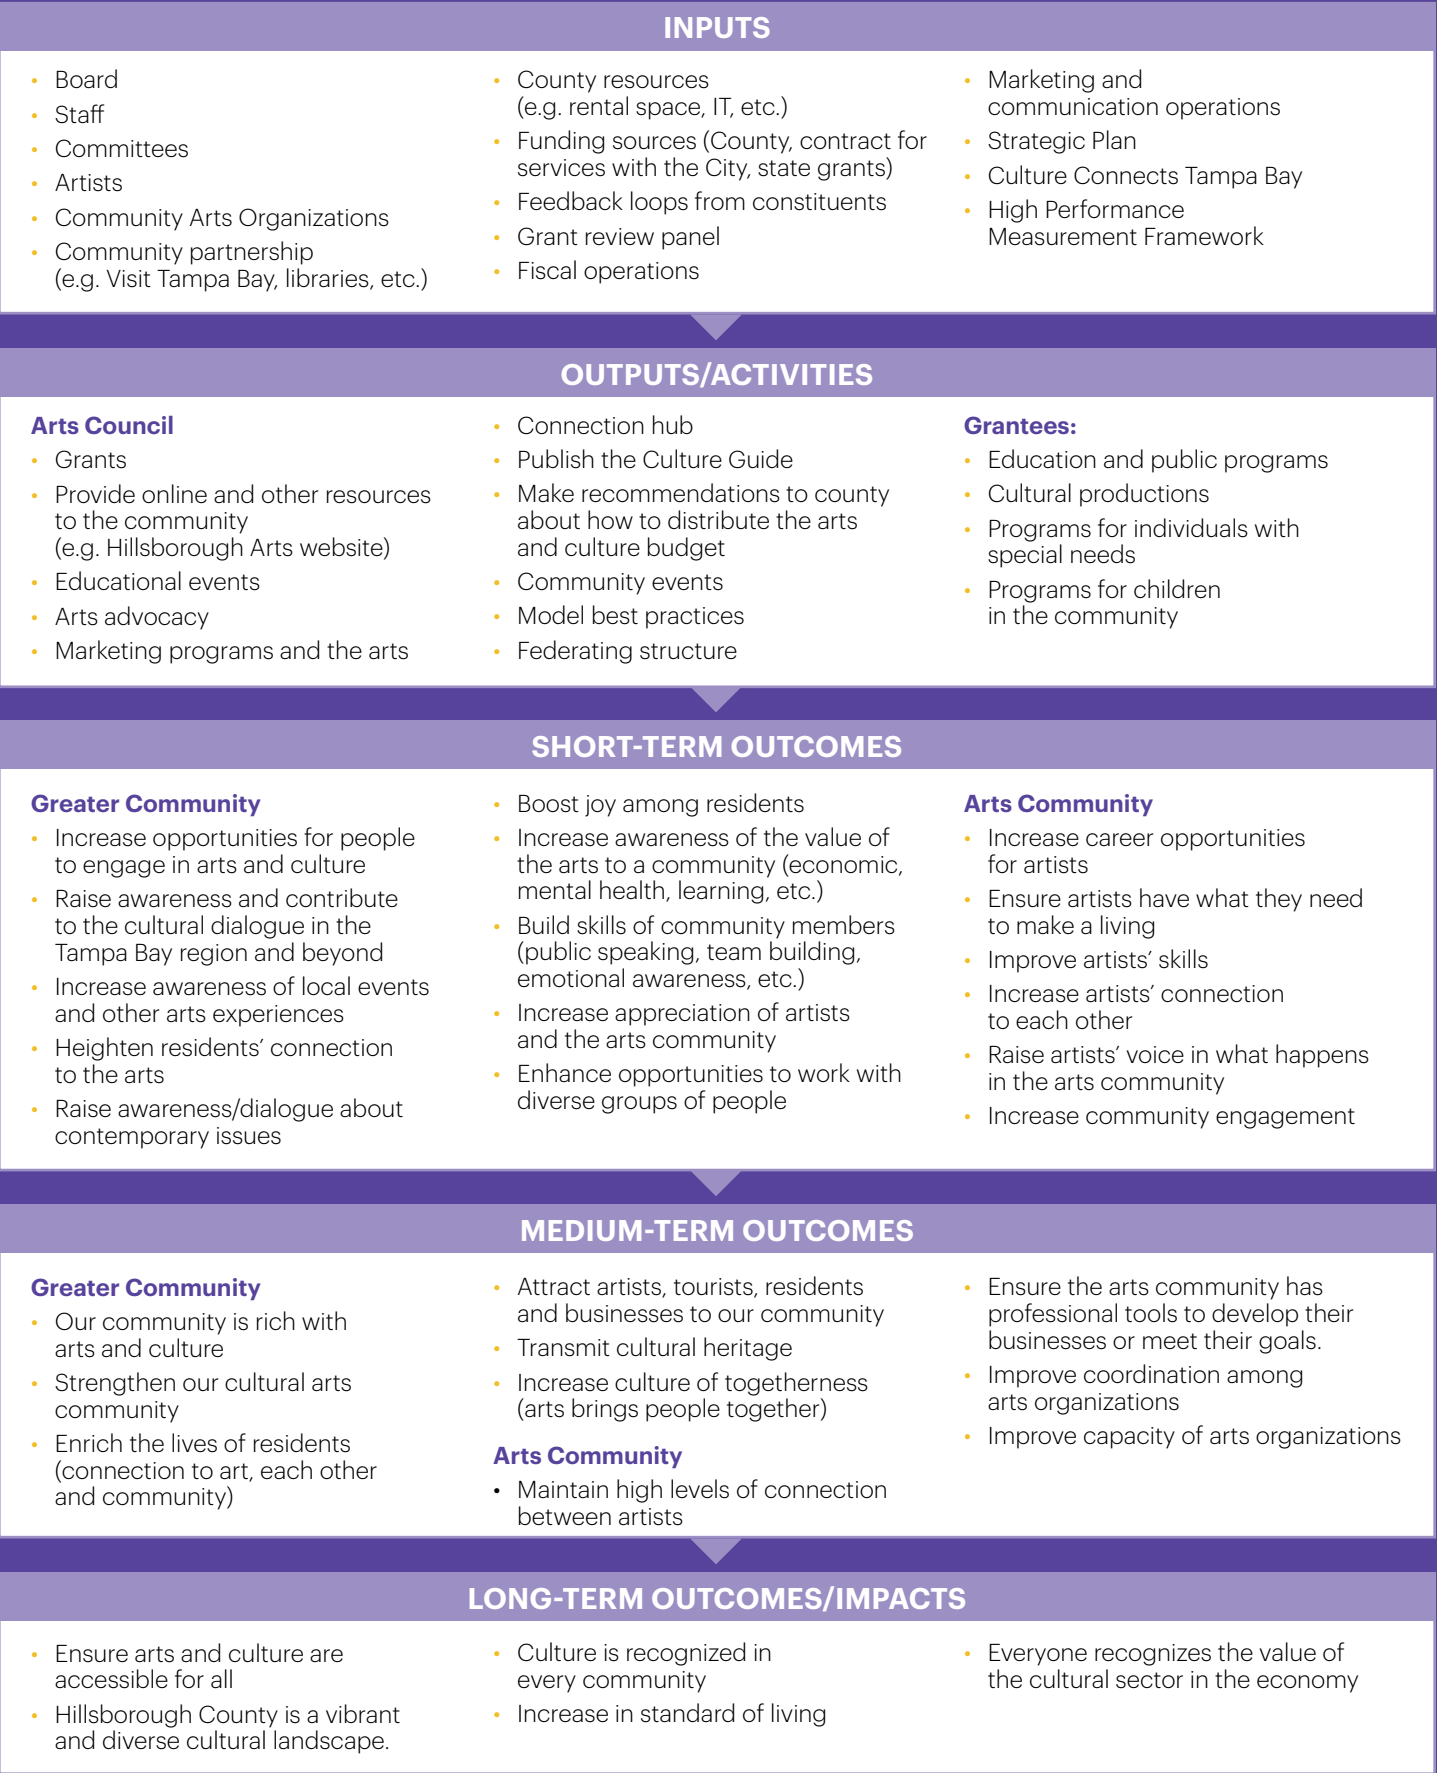 INPUTS
• Board
• Staff
• Committees
• Artists
• Community Arts Organizations
• Community partnership
(e.g. Visit Tampa Bay, libraries, etc.)
• County resources
(e.g. rental space, IT, etc.)
• Funding sources (County, contract for
services with the City, state grants)
• Feedback loops from constituents
• Grant review panel
• Fiscal operations
• Marketing and
communication operations
• Strategic Plan
• Culture Connects Tampa Bay
• High Performance
Measurement Framework
OUTPUTS/ACTIVITIES
Arts Council
• Grants
• Provide online and other resources
to the community
(e.g. Hillsborough Arts website)
• Educational events
• Arts advocacy
• Marketing programs and the arts
• Connection hub
• Publish the Culture Guide
• Make recommendations to county
about how to distribute the arts
and culture budget
• Community events
• Model best practices
• Federating structure
Grantees:
• Education and public programs
• Cultural productions
• Programs for individuals with
special needs
• Programs for children
in the community
SHORT-TERM OUTCOMES
Greater Community
• Increase opportunities for people
to engage in arts and culture
• Raise awareness and contribute
to the cultural dialogue in the
Tampa Bay region and beyond
• Increase awareness of local events
and other arts experiences
• Heighten residents’ connection
to the arts
• Raise awareness/dialogue about
contemporary issues
• Boost joy among residents
• Increase awareness of the value of
the arts to a community (economic,
mental health, learning, etc.)
• Build skills of community members
(public speaking, team building,
emotional awareness, etc.)
• Increase appreciation of artists
and the arts community
• Enhance opportunities to work with
diverse groups of people
Arts Community
• Increase career opportunities
for artists
• Ensure artists have what they need
to make a living
• Improve artists’ skills
• Increase artists’ connection
to each other
• Raise artists’ voice in what happens
in the arts community
• Increase community engagement
MEDIUM-TERM OUTCOMES
Greater Community
• Our community is rich with
arts and culture
• Strengthen our cultural arts
community
• Enrich the lives of residents
(connection to art, each other
and community)
• Attract artists, tourists, residents
and businesses to our community
• Transmit cultural heritage
• Increase culture of togetherness
(arts brings people together)
Arts Community
• Maintain high levels of connection
between artists
• Ensure the arts community has
professional tools to develop their
businesses or meet their goals.
• Improve coordination among
arts organizations
• Improve capacity of arts organizations
LONG-TERM OUTCOMES/IMPACTS
• Ensure arts and culture are
accessible for all
• Hillsborough County is a vibrant
and diverse cultural landscape.
• Culture is recognized in
every community
• Increase in standard of living
• Everyone recognizes the value of
the cultural sector in the economy